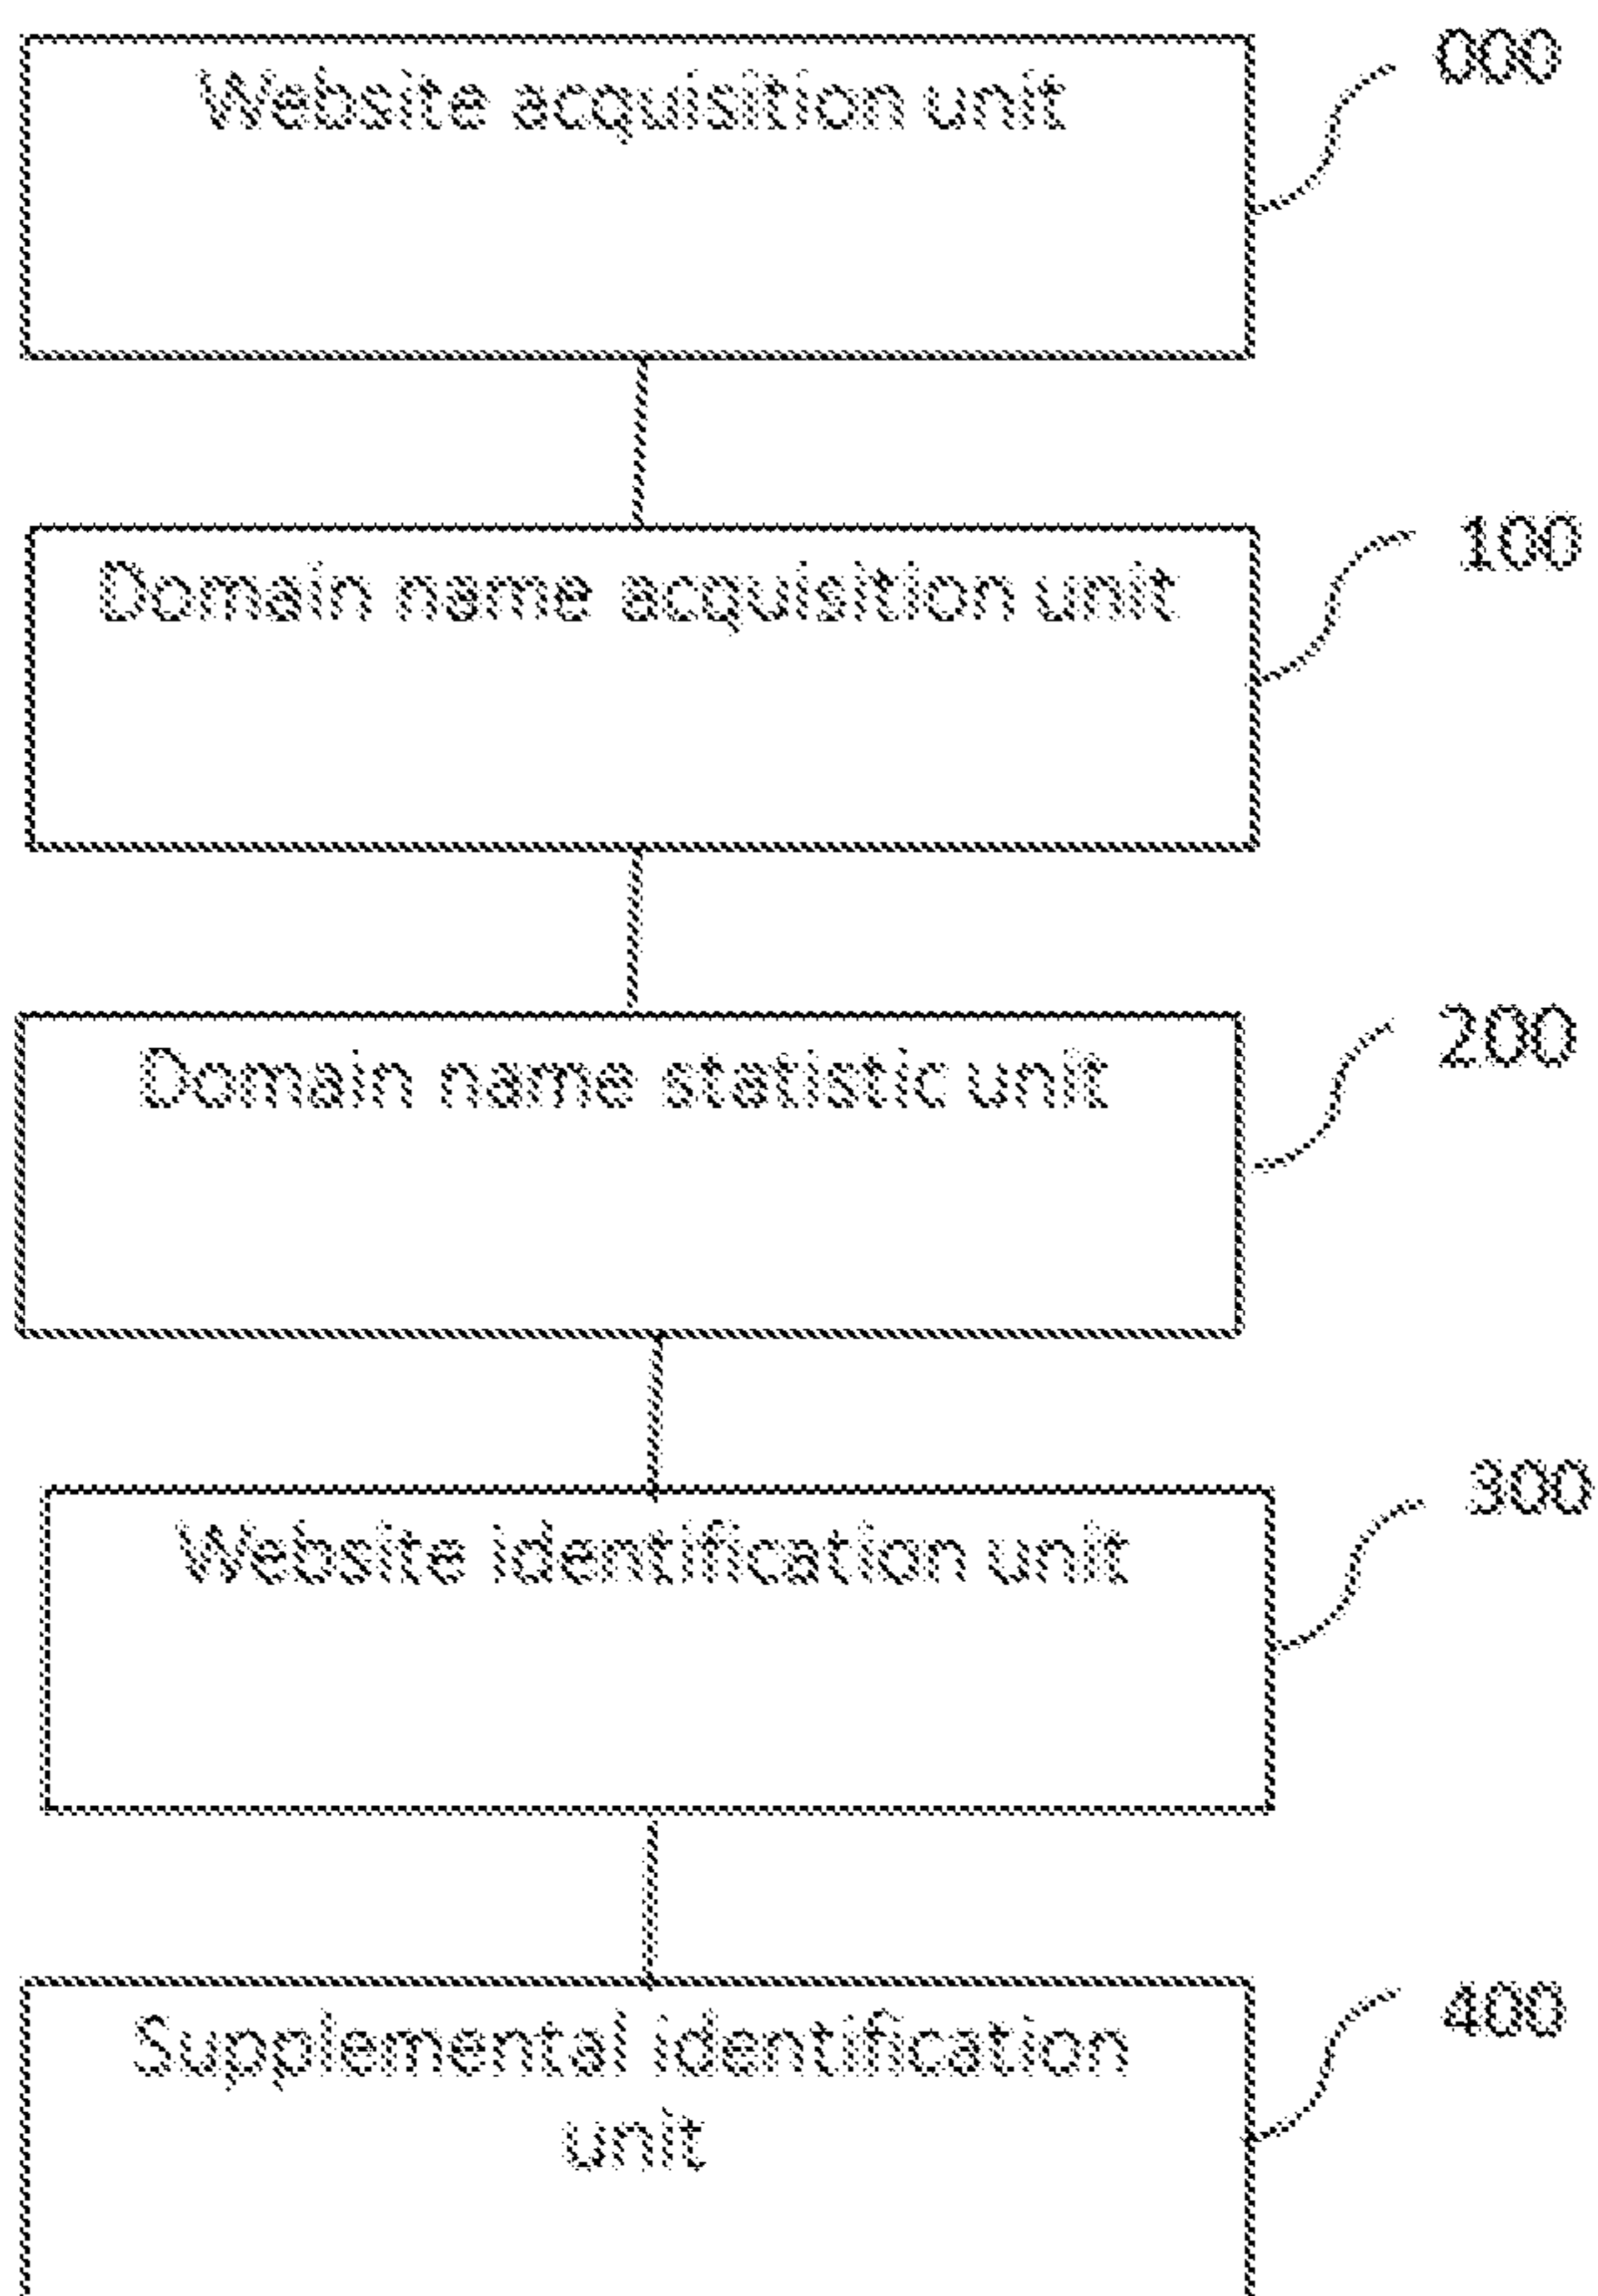 Website acquisition unit
000
Domain name acquisition unit
100
Domain name statistic unit
200
Website identification unit
300
Supplemental identification
unit
400